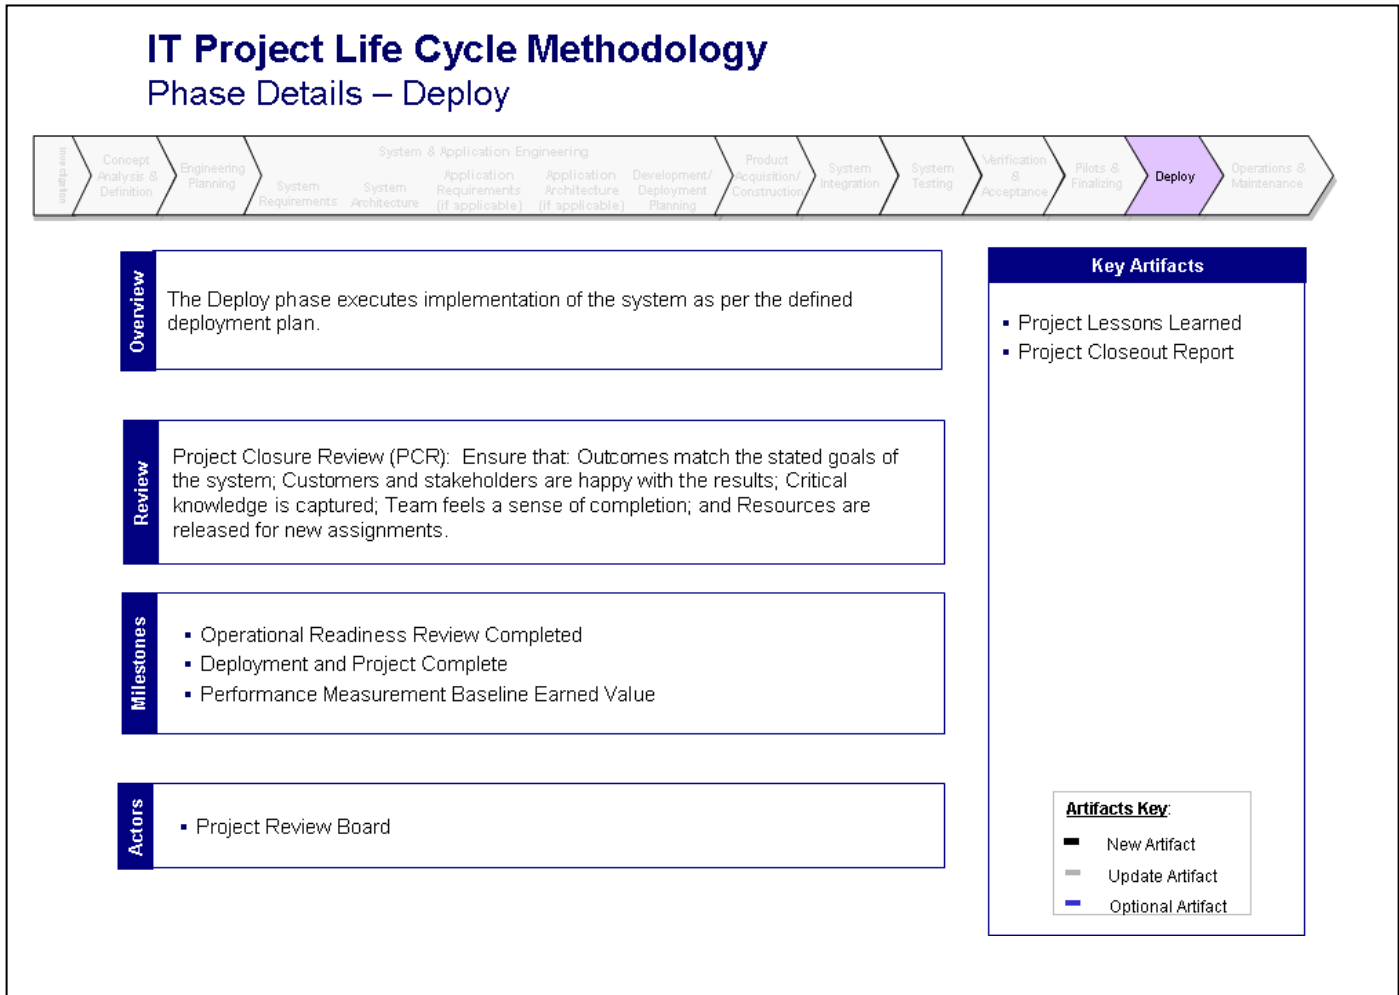 IT Project Life Cycle Methodology
Phase Details – Deploy
Investigation
Concept
Analysis &
Definition
Engineering
Planning
System & Application Engineering
System
Requirements
System
Architecture
Application
Requirements
(if applicable)
Application
Architecture
(if applicable)
Development/
Deployment
Planning
Product
Acquisition/
Construction
System
Integration
System
Testing
Verification
&
Acceptance
Pilots &
Finalizing
Deploy
Operations &
Maintenance
Overview
The Deploy phase executes implementation of the system as per the defined
deployment plan.
Review
Project Closure Review (PCR):  Ensure that: Outcomes match the stated goals of
the system; Customers and stakeholders are happy with the results; Critical
knowledge is captured; Team feels a sense of completion; and Resources are
released for new assignments.
Milestones
▪ Operational Readiness Review Completed
▪ Deployment and Project Complete
▪ Performance Measurement Baseline Earned Value
Actors
▪ Project Review Board
Key Artifacts
▪ Project Lessons Learned
▪ Project Closeout Report
Artifacts Key:
New Artifact
Update Artifact
Optional Artifact